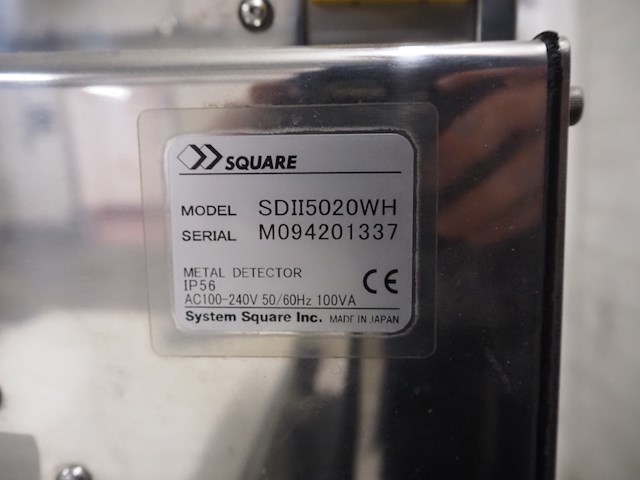 SQUARE
MODEL SDII5020WH
SERIAL M094201337
METAL DETECTOR
IP56 CE
AC100-240V 50/60Hz 100VA
System Square Inc. MADE IN JAPAN